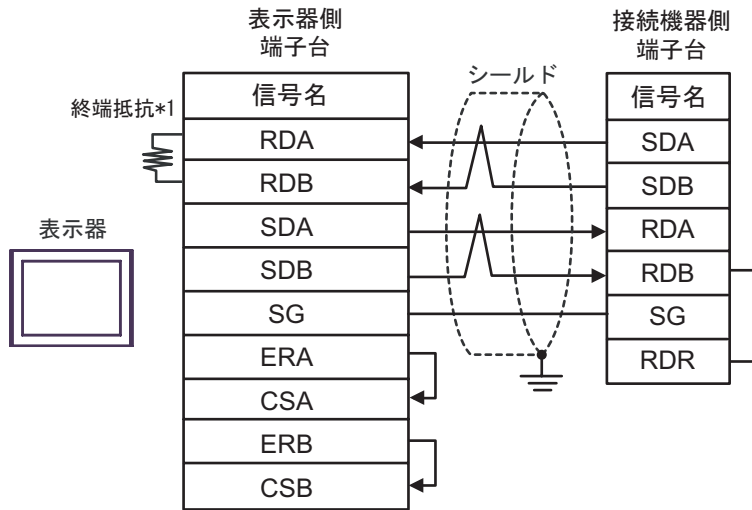 表示器側
端子台
接続機器側
端子台
シールド
終端抵抗*1
表示器
信号名
RDA
RDB
SDA
SDB
SG
ERA
CSA
ERB
CSB
信号名
SDA
SDB
RDA
RDB
SG
RDR